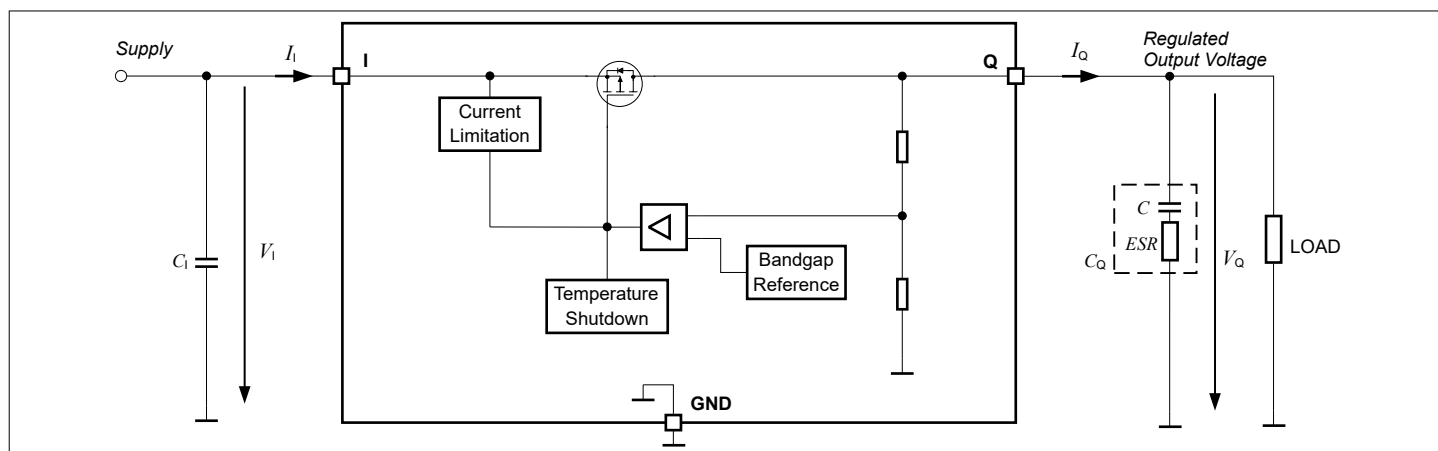 Supply
I_I
I
Q
I_Q
Regulated
Output Voltage
Current
Limitation
C_I
V_I
Bandgap
Reference
Temperature
Shutdown
C
ESR
C_Q
V_Q
LOAD
GND